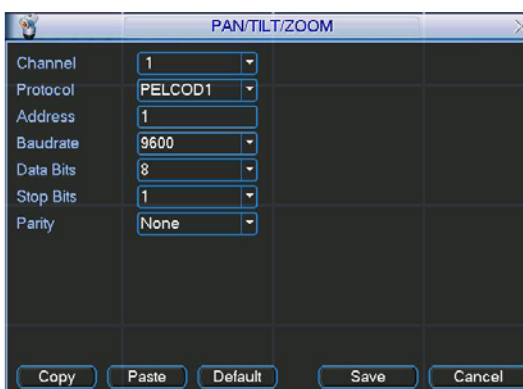 PAN/TILT/ZOOM
Channel 1
Protocol PELCOD1
Address 1
Baudrate 9600
Data Bits 8
Stop Bits 1
Parity None
Copy Paste Default Save Cancel